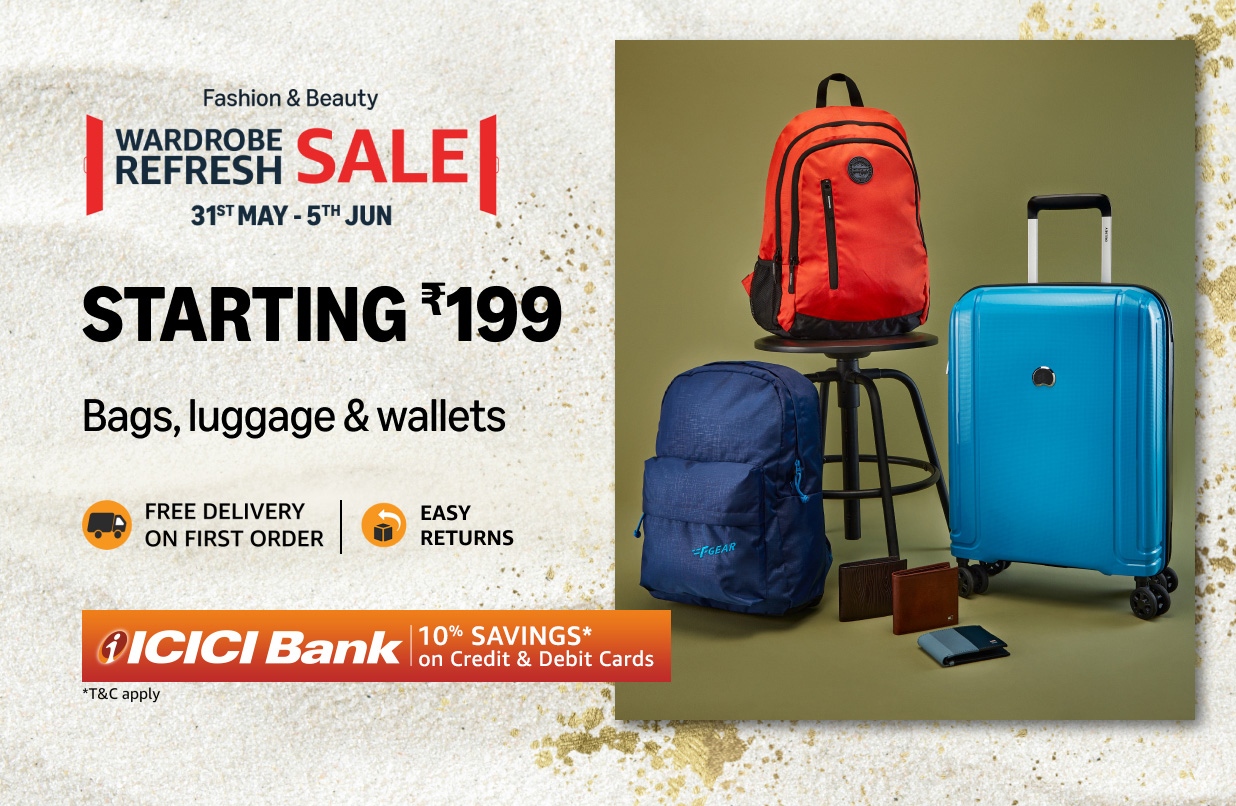 Fashion & Beauty
WARDROBE
REFRESH SALE
31ST MAY - 5TH JUN
STARTING ₹199
Bags, luggage & wallets
FREE DELIVERY
ON FIRST ORDER
EASY
RETURNS
ICICI Bank
10% SAVINGS*
on Credit & Debit Cards
*T&C apply
F GEAR